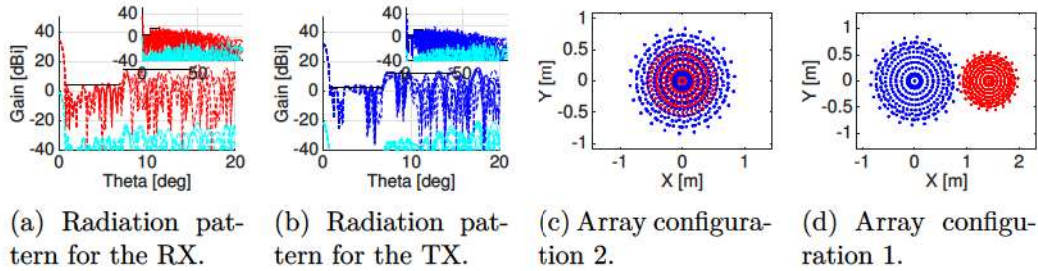 40
0
-40
0 50
40
20
0
-20
-40
0 10 20
Gain [dBi]
Theta [deg]
40
0
-40
0 50
40
20
0
-20
-40
0 10 20
Gain [dBi]
Theta [deg]
1
0.5
0
-0.5
-1
-1 0 1
Y [m]
X [m]
1
0.5
0
-0.5
-1
-1 0 1 2
Y [m]
X [m]
(a) Radiation pat-
tern for the RX.
(b) Radiation pat-
tern for the TX.
(c) Array configura-
tion 2.
(d) Array configu-
ration 1.